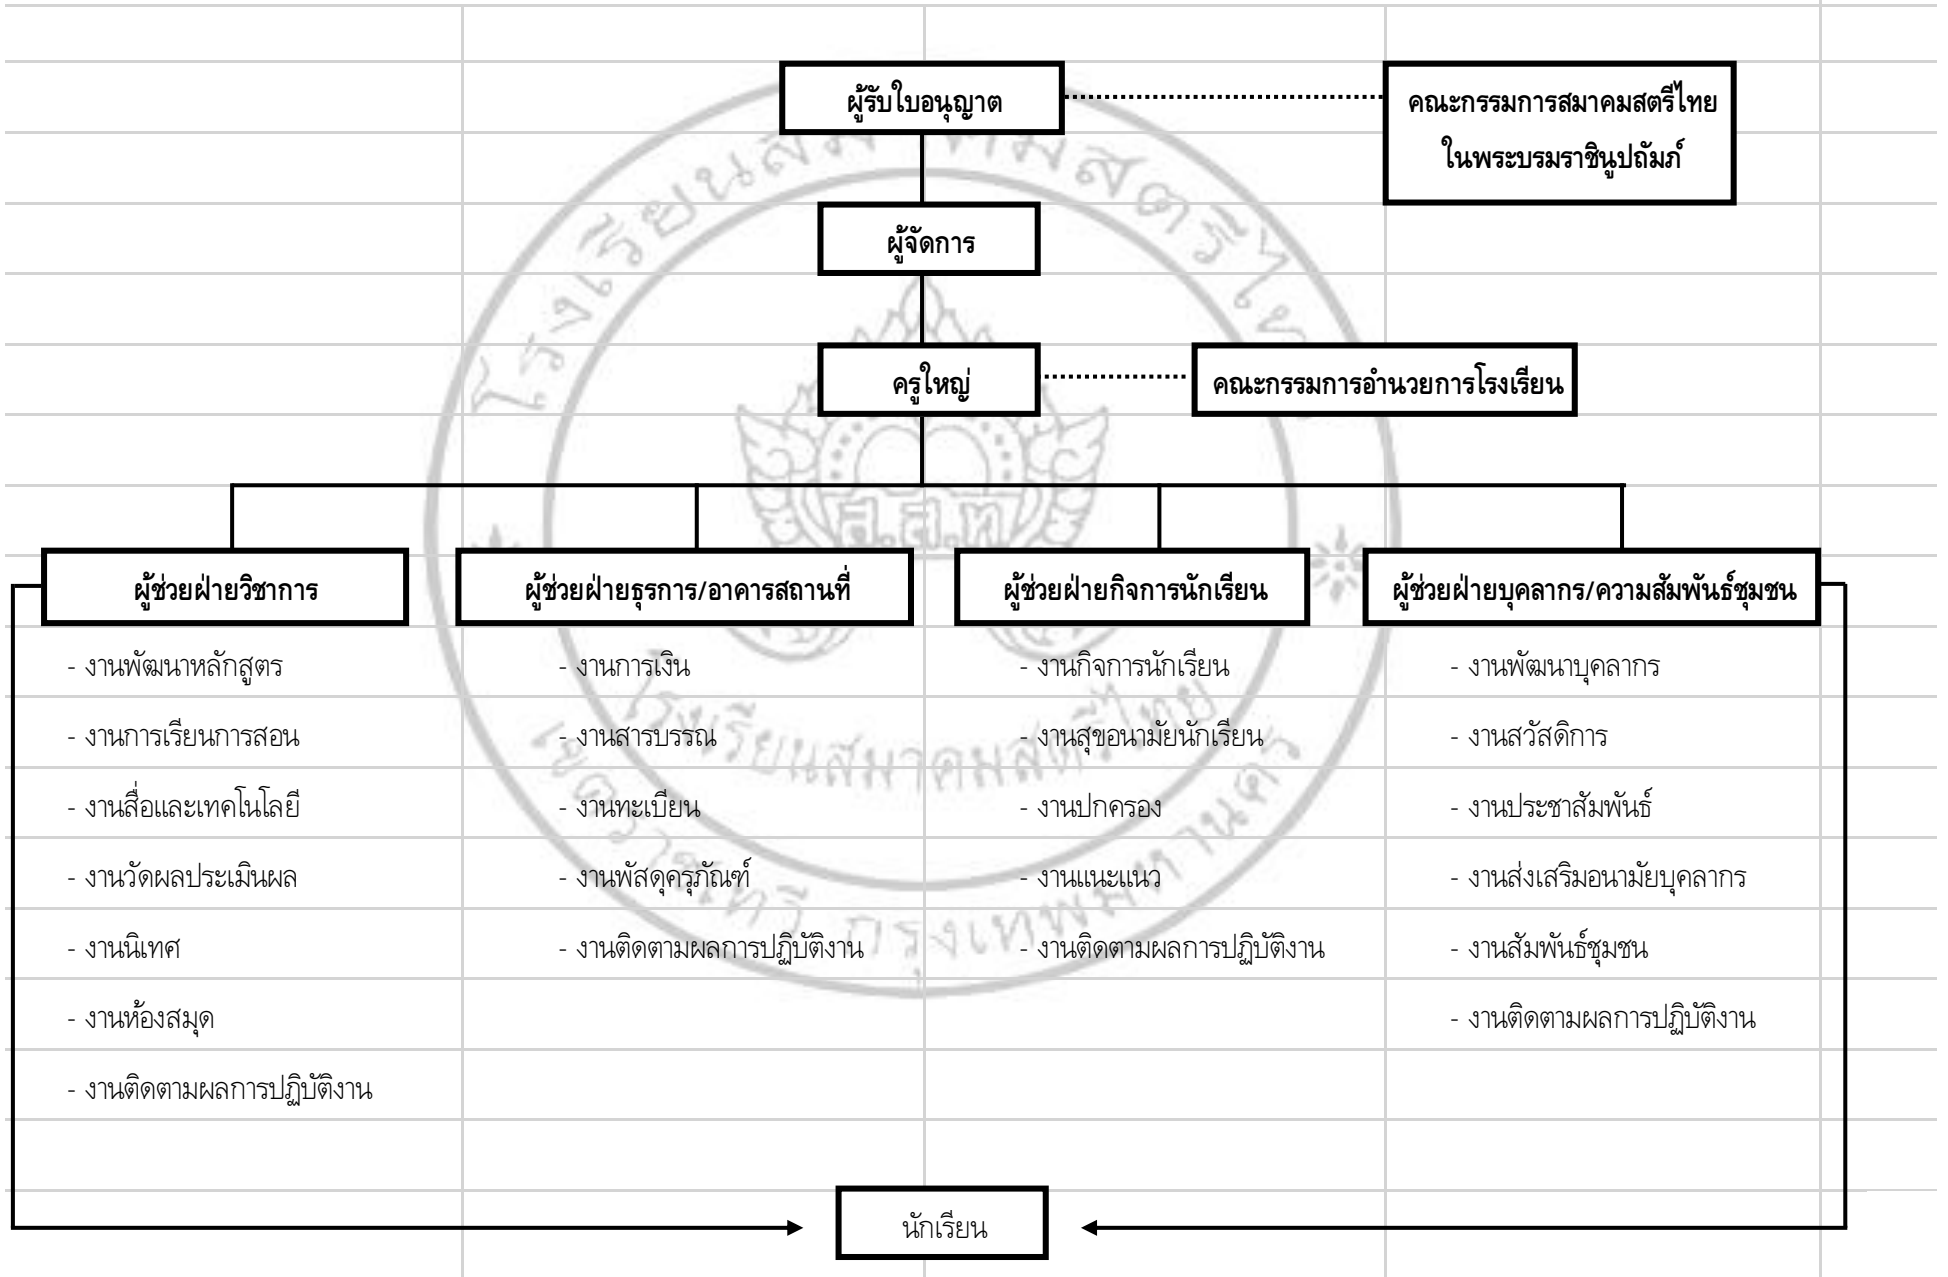 ผู้รับใบอนุญาต
คณะกรรมการสมาคมสตรีไทย
ในพระบรมราชินูปถัมภ์
ผู้จัดการ
ครูใหญ่
คณะกรรมการอำนวยการโรงเรียน
ผู้ช่วยฝ่ายวิชาการ
- งานพัฒนาหลักสูตร
- งานการเรียนการสอน
- งานสื่อและเทคโนโลยี
- งานวัดผลประเมินผล
- งานนิเทศ
- งานห้องสมุด
- งานติดตามผลการปฏิบัติงาน
ผู้ช่วยฝ่ายธุรการ/อาคารสถานที่
- งานการเงิน
- งานสารบรรณ
- งานทะเบียน
- งานพัสดุครุภัณฑ์
- งานติดตามผลการปฏิบัติงาน
ผู้ช่วยฝ่ายกิจการนักเรียน
- งานกิจการนักเรียน
- งานสุขอนามัยนักเรียน
- งานปกครอง
- งานแนะแนว
- งานติดตามผลการปฏิบัติงาน
ผู้ช่วยฝ่ายบุคลากร/ความสัมพันธ์ชุมชน
- งานพัฒนาบุคลากร
- งานสวัสดิการ
- งานประชาสัมพันธ์
- งานส่งเสริมอนามัยบุคลากร
- งานสัมพันธ์ชุมชน
- งานติดตามผลการปฏิบัติงาน
นักเรียน
ส.ส.ท
โรงเรียนสมาคมสตรีไทย